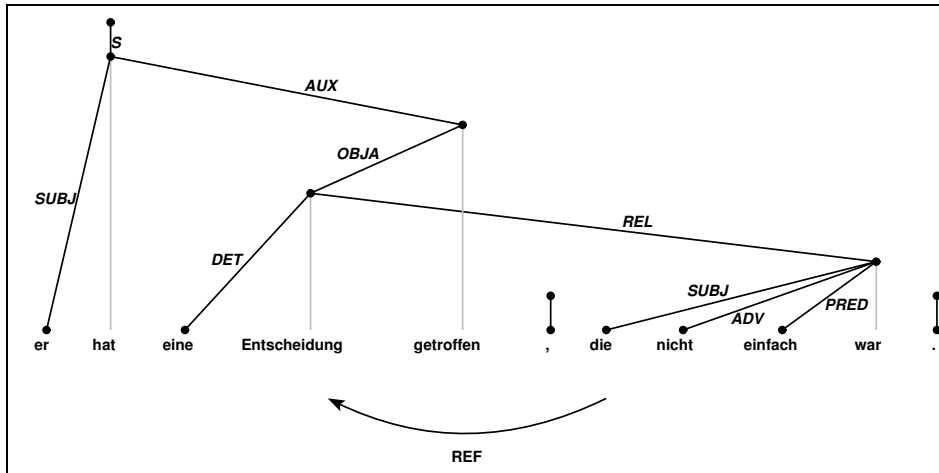 S
AUX
OBJA
SUBJ
REL
DET
SUBJ
PRED
ADV
er hat eine Entscheidung getroffen , die nicht einfach war .
REF